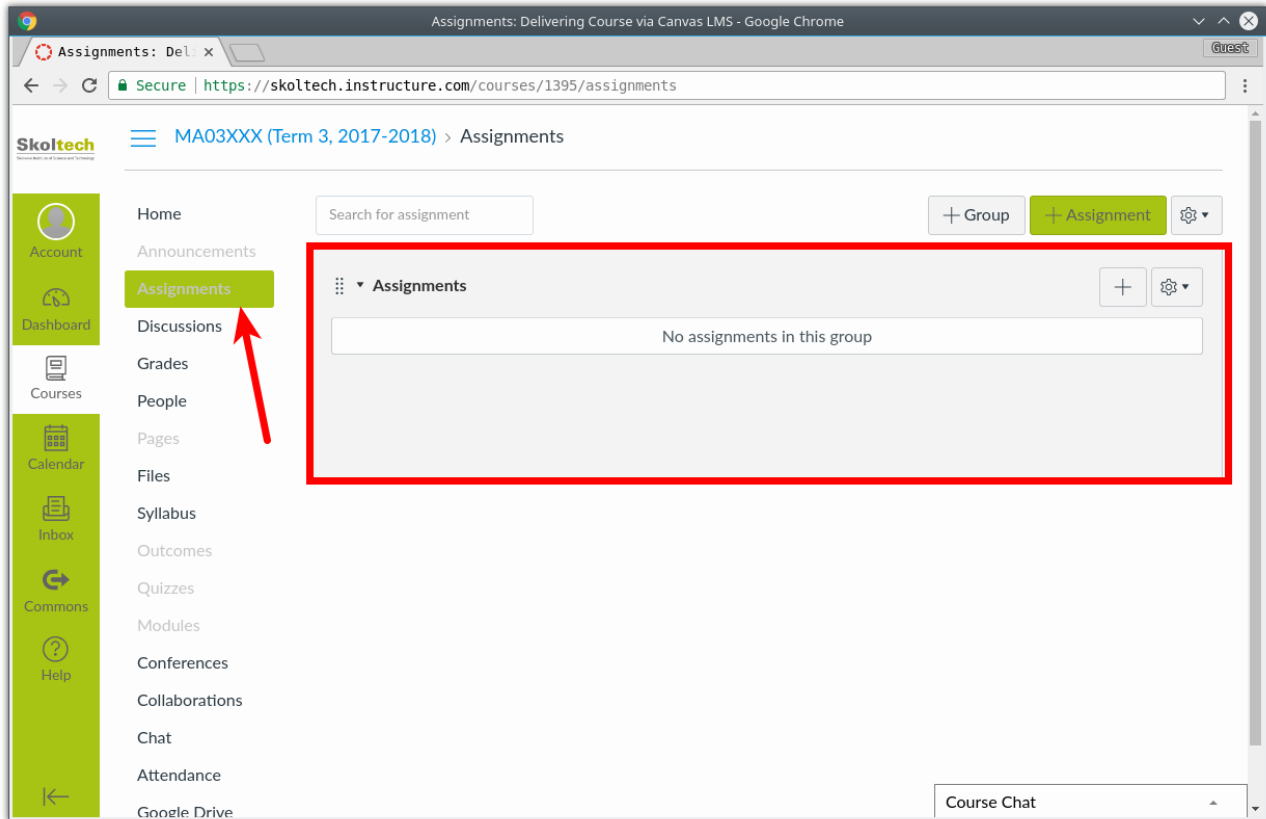 Assignments: Delivering Course via Canvas LMS - Google Chrome
Assignments: Del
Guest
Secure | https://skoltech.instructure.com/courses/1395/assignments
Skoltech
MA03XXX (Term 3, 2017-2018) › Assignments
Account
Dashboard
Courses
Calendar
Inbox
Commons
Help
Home
Announcements
Assignments
Discussions
Grades
People
Pages
Files
Syllabus
Outcomes
Quizzes
Modules
Conferences
Collaborations
Chat
Attendance
Google Drive
Search for assignment
+ Group
+ Assignment
Assignments
No assignments in this group
Course Chat